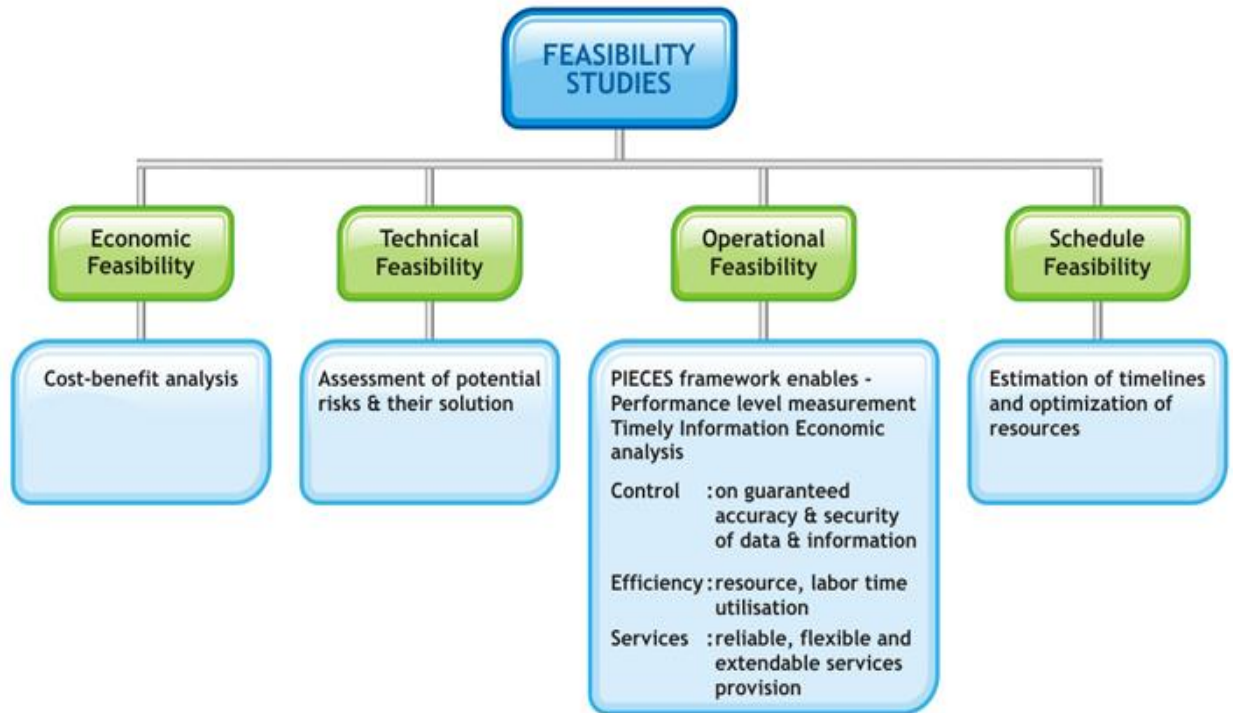 FEASIBILITY
STUDIES
Economic
Feasibility
Technical
Feasibility
Operational
Feasibility
Schedule
Feasibility
Cost-benefit analysis
Assessment of potential
risks & their solution
PIECES framework enables -
Performance level measurement
Timely Information Economic
analysis
Control : on guaranteed
accuracy & security
of data & information
Efficiency : resource, labor time
utilisation
Services : reliable, flexible and
extendable services
provision
Estimation of timelines
and optimization of
resources